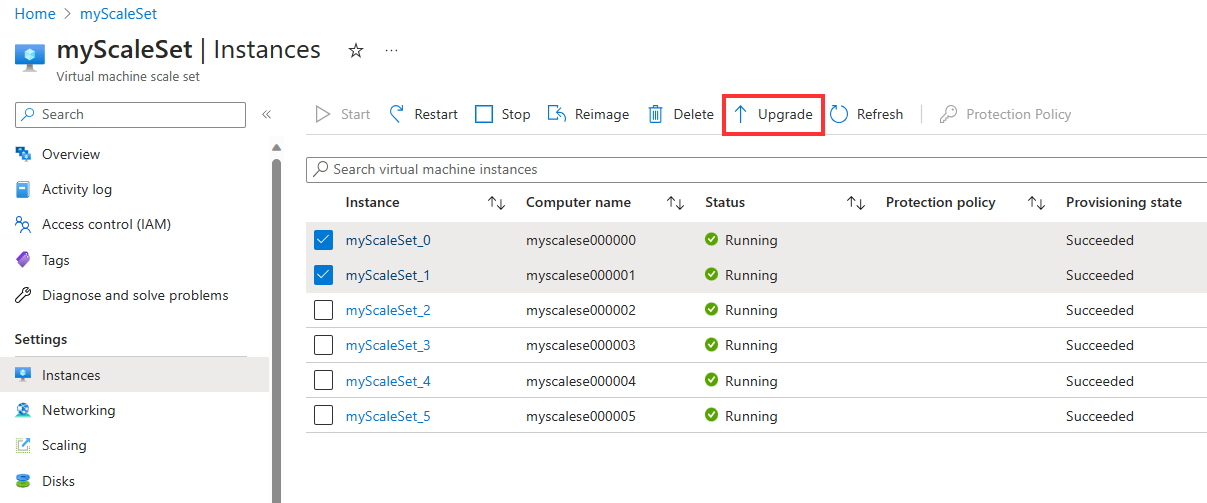 Home > myScaleSet
myScaleSet | Instances
Virtual machine scale set
Search
Overview
Activity log
Access control (IAM)
Tags
Diagnose and solve problems
Settings
Instances
Networking
Scaling
Disks
Start Restart Stop Reimage Delete Upgrade Refresh Protection Policy
Search virtual machine instances
Instance Computer name Status Protection policy Provisioning state
myScaleSet_0 myscalese000000 Running Succeeded
myScaleSet_1 myscalese000001 Running Succeeded
myScaleSet_2 myscalese000002 Running Succeeded
myScaleSet_3 myscalese000003 Running Succeeded
myScaleSet_4 myscalese000004 Running Succeeded
myScaleSet_5 myscalese000005 Running Succeeded